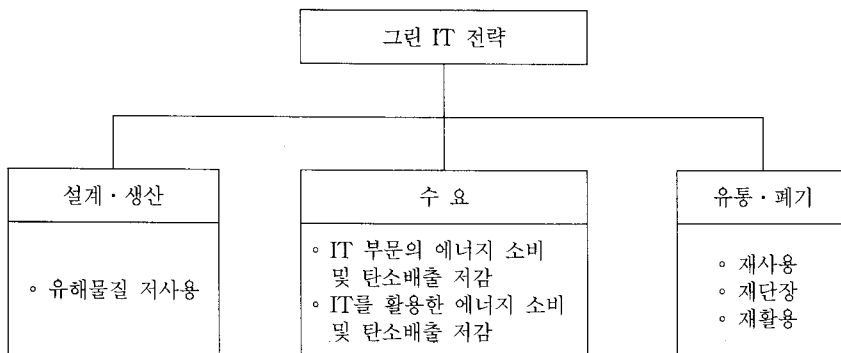 그린 IT 전략
설계·생산
◦ 유해물질 저사용
수 요
◦ IT 부문의 에너지 소비
및 탄소배출 저감
◦ IT를 활용한 에너지 소비
및 탄소배출 저감
유통·폐기
◦ 재사용
◦ 재단장
◦ 재활용